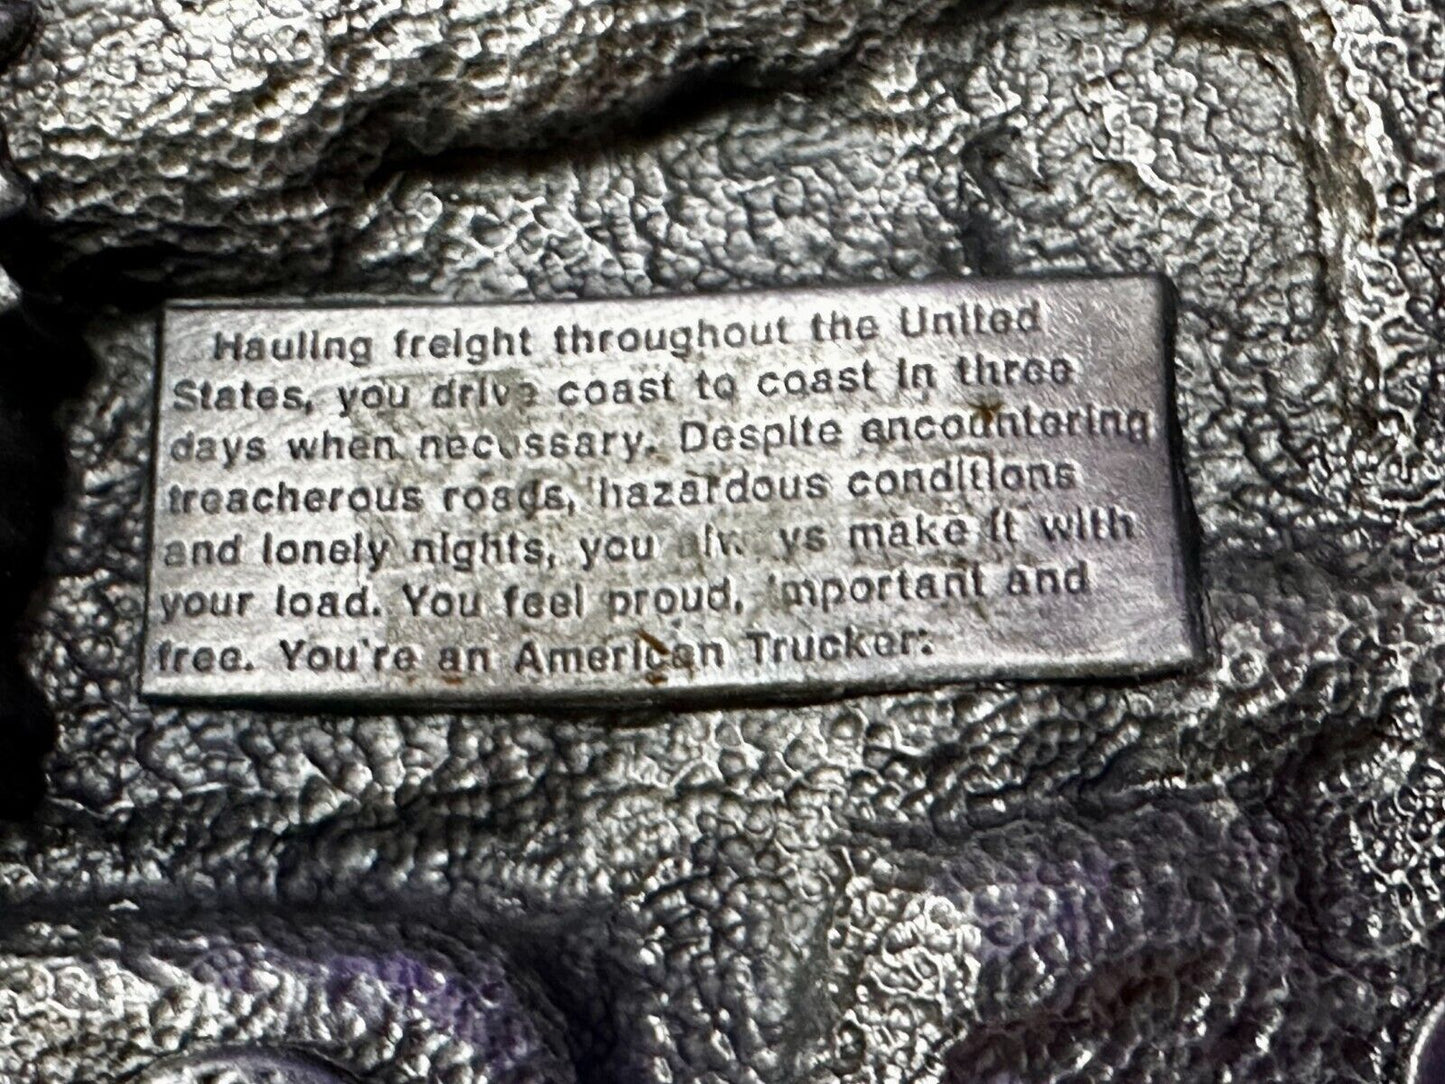 Hauling freight throughout the United
States, you drive coast to coast in three
days when necessary. Despite encountering
treacherous roads, hazardous conditions
and lonely nights, you always make it with
your load. You feel proud, important and
free. You're an American Trucker.